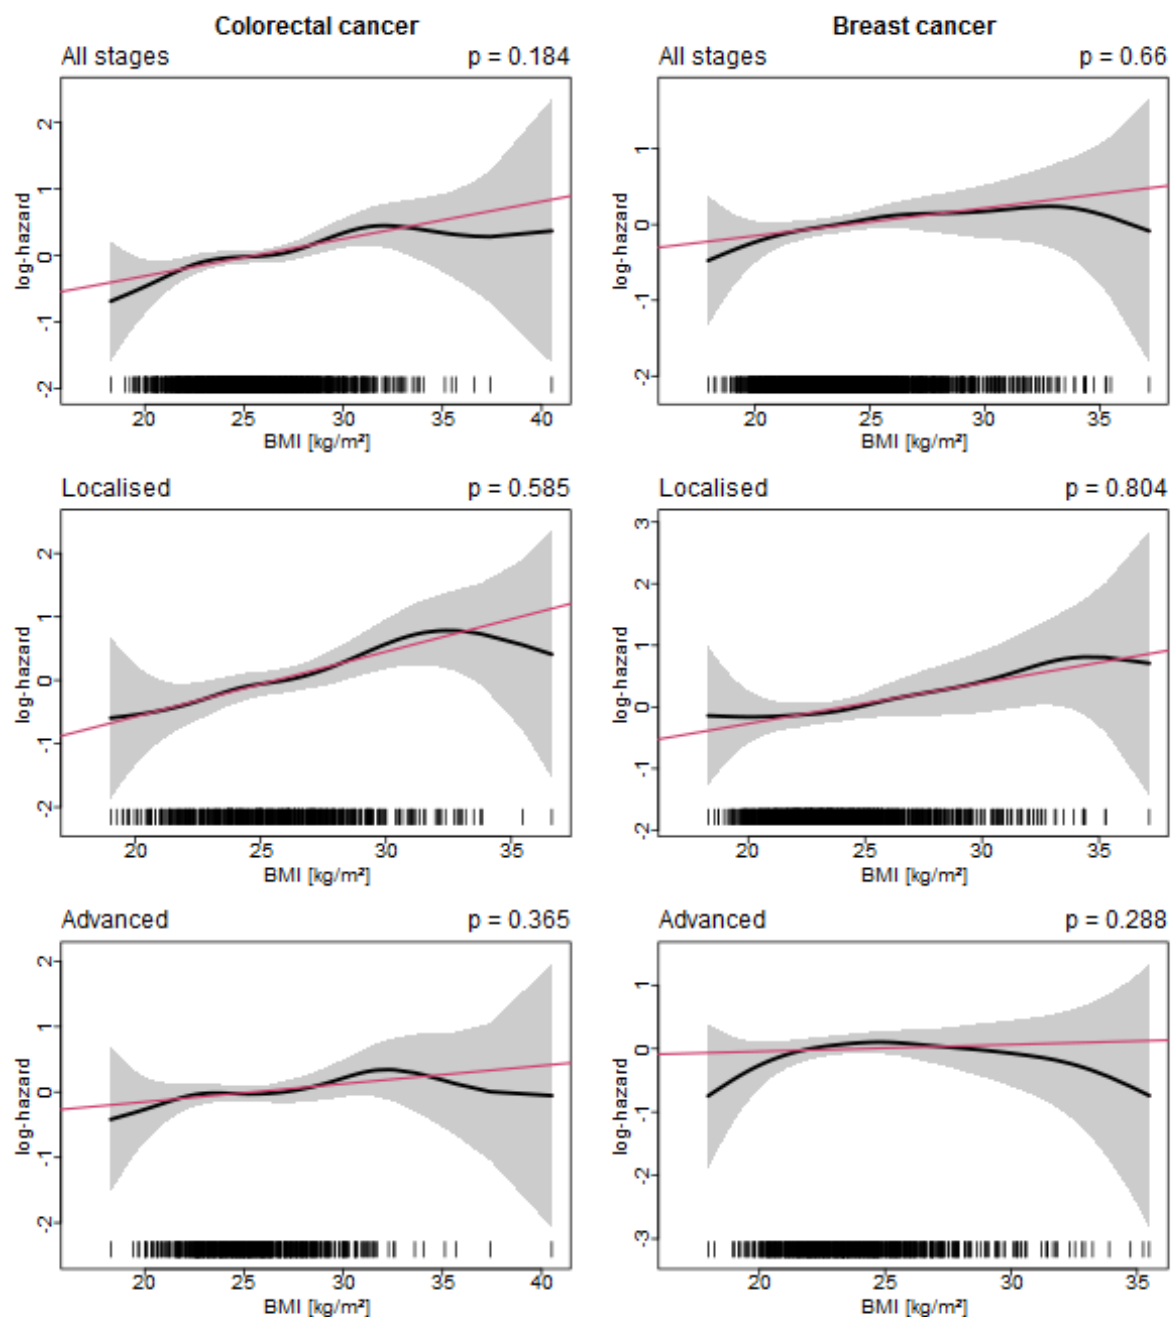 Colorectal cancer
Breast cancer
All stages p = 0.184
log-hazard
2
1
0
-1
-2
20 25 30 35 40
BMI [kg/m²]
All stages p = 0.66
log-hazard
1
0
-1
-2
20 25 30 35
BMI [kg/m²]
Localised p = 0.585
log-hazard
2
1
0
-1
-2
20 25 30 35
BMI [kg/m²]
Localised p = 0.804
log-hazard
3
2
1
0
-1
-2
20 25 30 35
BMI [kg/m²]
Advanced p = 0.365
log-hazard
2
1
0
-1
-2
20 25 30 35 40
BMI [kg/m²]
Advanced p = 0.288
log-hazard
1
0
-1
-2
-3
20 25 30 35
BMI [kg/m²]